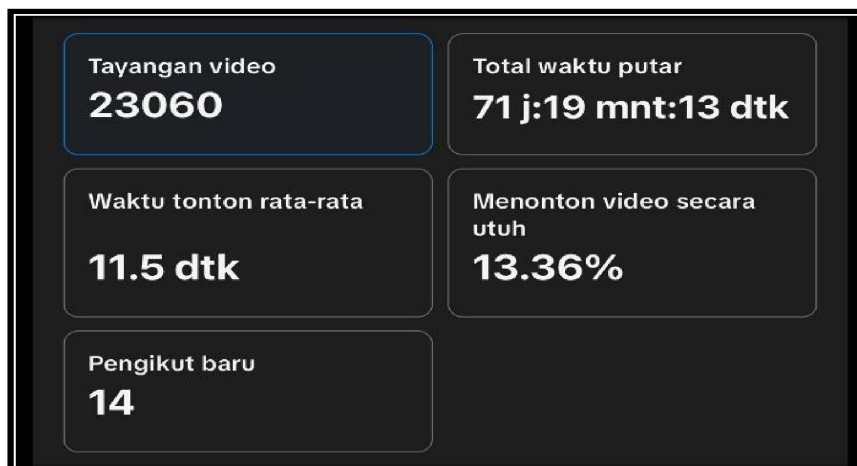 Tayangan video
23060
Total waktu putar
71 j:19 mnt:13 dtk
Waktu tonton rata-rata
11.5 dtk
Menonton video secara
utuh
13.36%
Pengikut baru
14